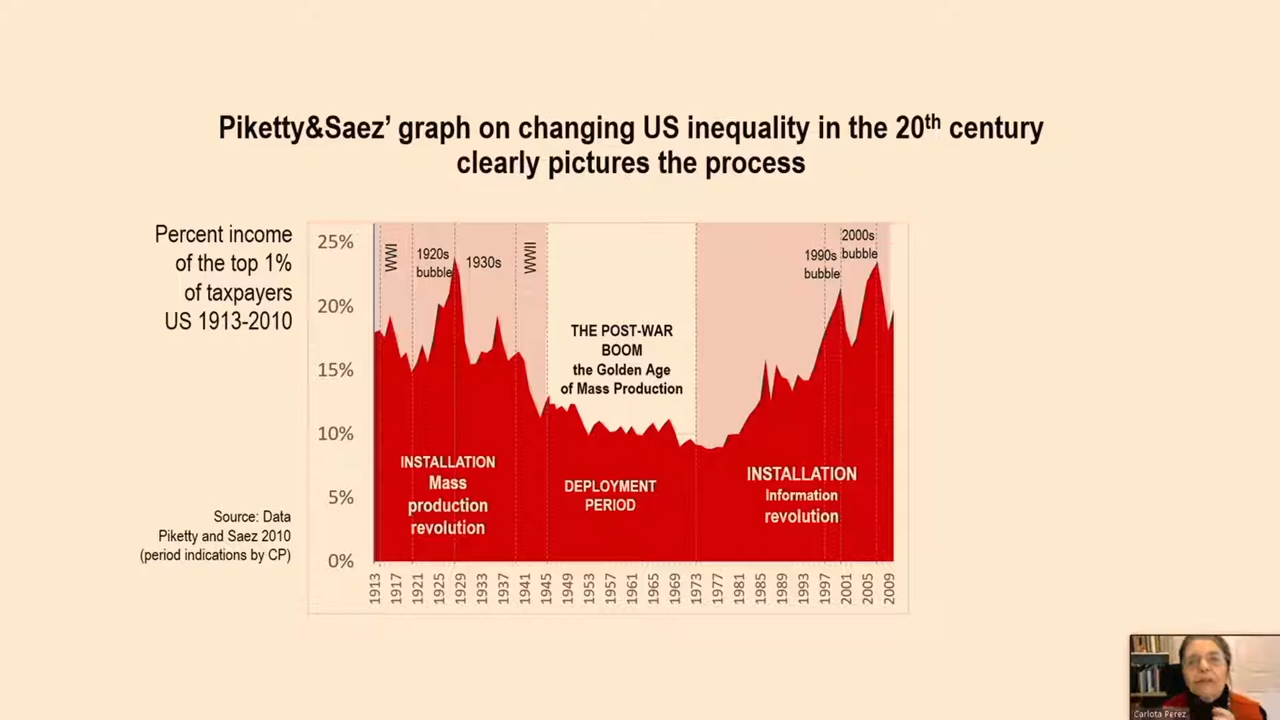 Piketty&Saez’ graph on changing US inequality in the 20th century
clearly pictures the process
Percent income
of the top 1%
of taxpayers
US 1913-2010
Source: Data
Piketty and Saez 2010
(period indications by CP)
25%
20%
15%
10%
5%
0%
WWI
1920s
bubble
1930s
WWII
THE POST-WAR
BOOM
the Golden Age
of Mass Production
1990s
bubble
2000s
bubble
INSTALLATION
Mass
production
revolution
DEPLOYMENT
PERIOD
INSTALLATION
Information
revolution
1913
1917
1921
1925
1929
1933
1937
1941
1945
1949
1953
1957
1961
1965
1969
1973
1977
1981
1985
1989
1993
1997
2001
2005
2009
Carlota Perez